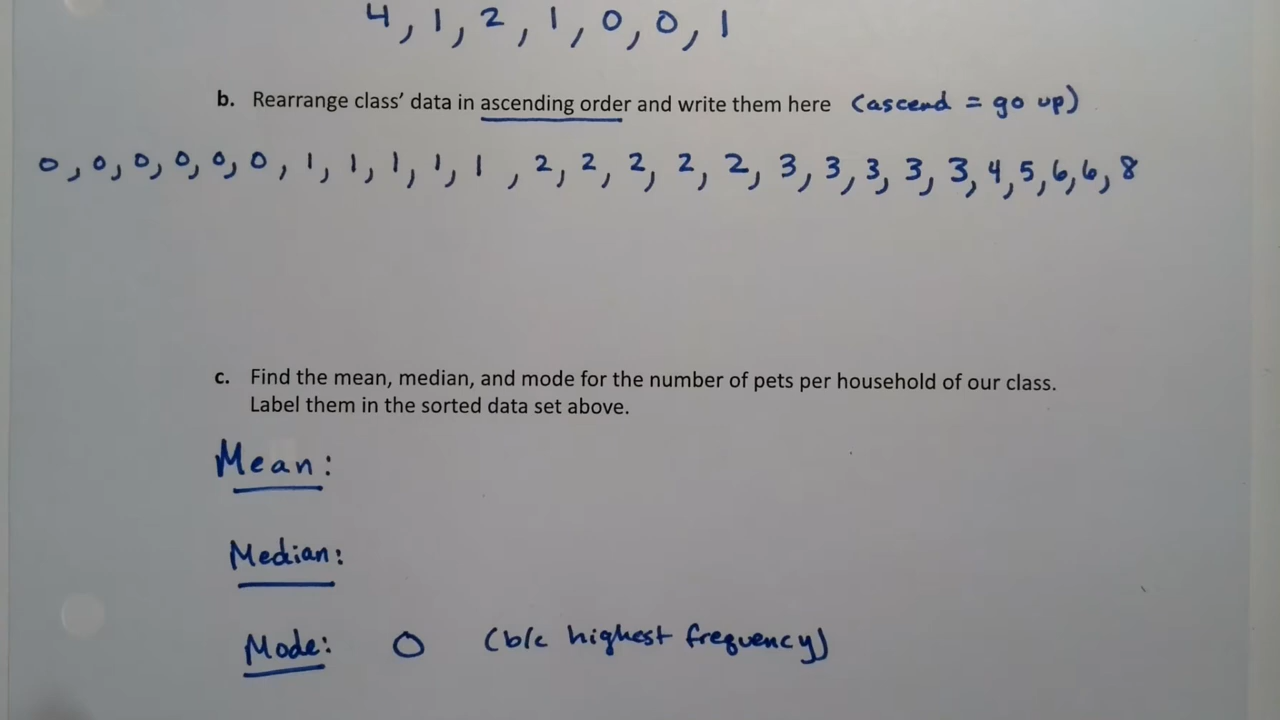 4, 1, 2, 1, 0, 0, 1
b. Rearrange class' data in ascending order and write them here (ascend = go up)
0, 0, 0, 0, 0, 0, 1, 1, 1, 1, 1, 2, 2, 2, 2, 2, 3, 3, 3, 3, 3, 4, 5, 6, 6, 8
c. Find the mean, median, and mode for the number of pets per household of our class.
Label them in the sorted data set above.
Mean:
Median:
Mode: 0 (b/c highest frequency)